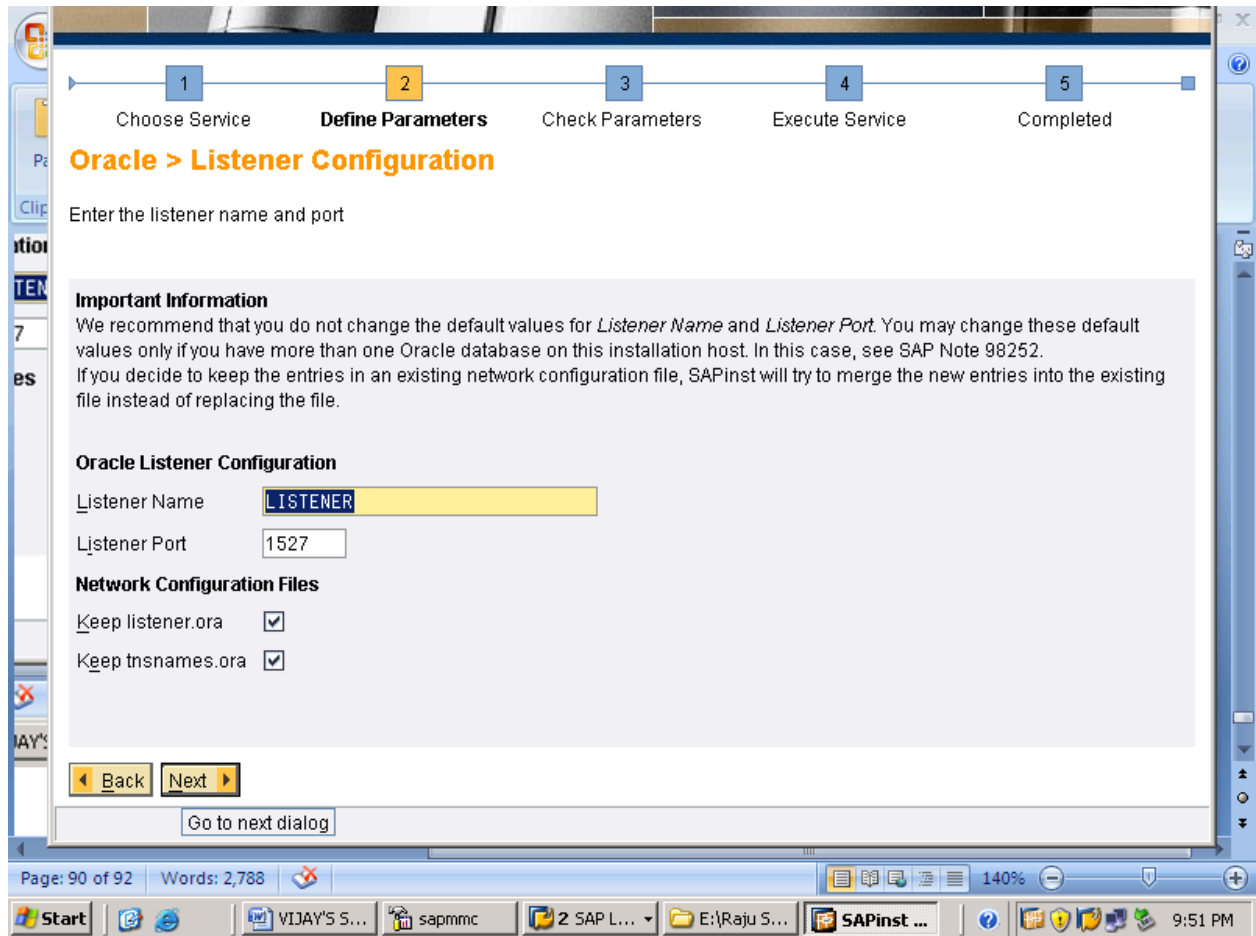 1
2
3
4
5
Choose Service
Define Parameters
Check Parameters
Execute Service
Completed
Oracle > Listener Configuration
Enter the listener name and port
Important Information
We recommend that you do not change the default values for Listener Name and Listener Port. You may change these default
values only if you have more than one Oracle database on this installation host. In this case, see SAP Note 98252.
If you decide to keep the entries in an existing network configuration file, SAPinst will try to merge the new entries into the existing
file instead of replacing the file.
Oracle Listener Configuration
Listener Name LISTENER
Listener Port 1527
Network Configuration Files
Keep listener.ora
Keep tnsnames.ora
Back Next
Go to next dialog
Pa
Clip
ation
TEN
7
es
JAY'S
Page: 90 of 92 Words: 2,788 140%
Start VIJAY'S S... sapmmc 2 SAP L... E:\Raju S... SAPinst ... 9:51 PM